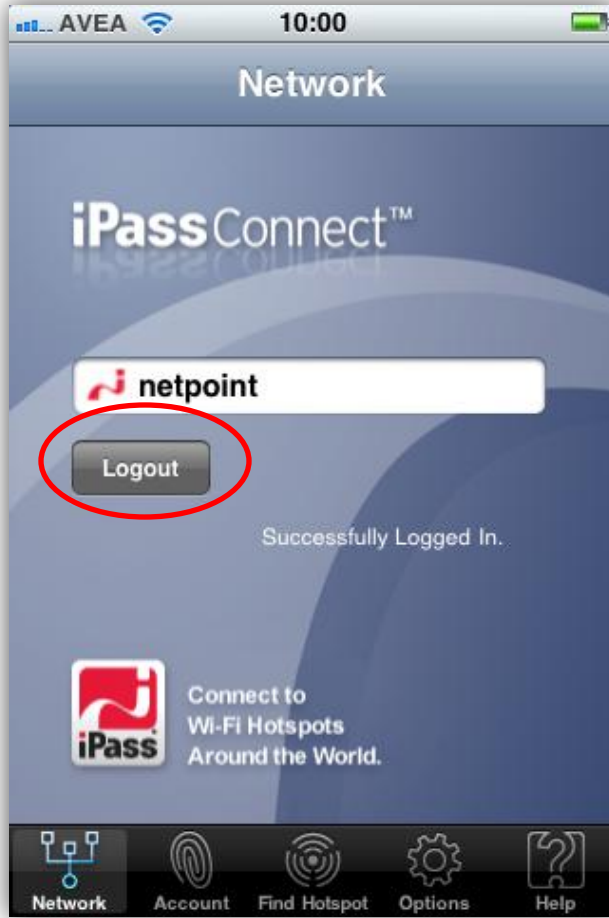 AVEA 10:00
Network
iPassConnect™
netpoint
Logout
Successfully Logged In.
iPass
Connect to
Wi-Fi Hotspots
Around the World.
Network Account Find Hotspot Options Help